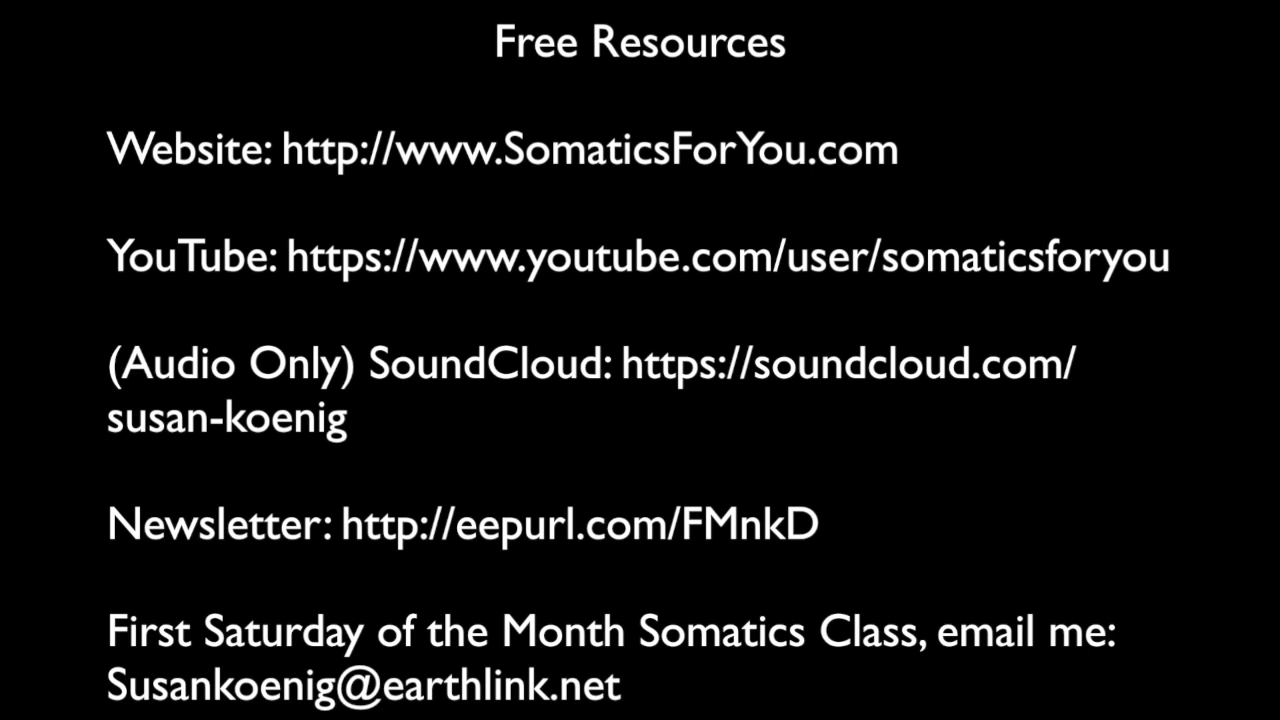 Free Resources
Website: http://www.SomaticsForYou.com
YouTube: https://www.youtube.com/user/somaticsforyou
(Audio Only) SoundCloud: https://soundcloud.com/
susan-koenig
Newsletter: http://eepurl.com/FMnkD
First Saturday of the Month Somatics Class, email me:
Susankoenig@earthlink.net